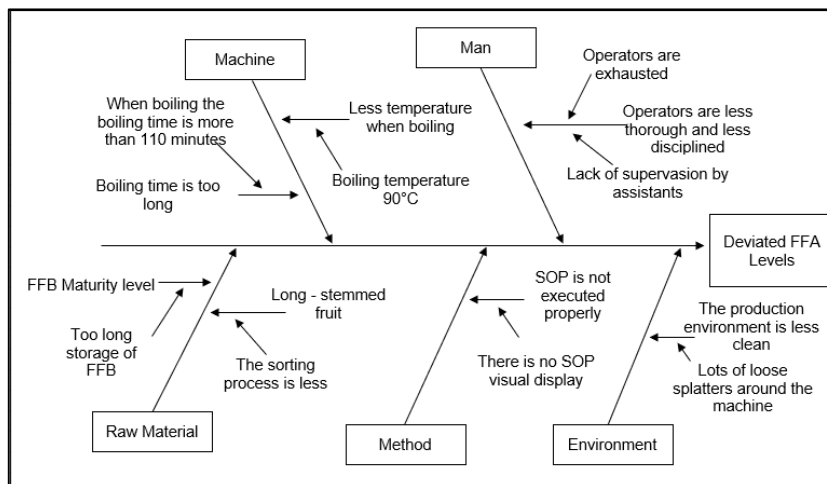 Machine
Man
Operators are
exhausted
When boiling the
boiling time is more
than 110 minutes
Less temperature
when boiling
Operators are less
thorough and less
disciplined
Boiling time is too
long
Boiling temperature
90°C
Lack of supervasion by
assistants
Deviated FFA
Levels
FFB Maturity level
Long - stemmed
fruit
SOP is not
executed
properly
The production
environment is less
clean
Too long
storage of
FFB
The sorting
process is less
There is no SOP
visual display
Lots of loose
splatters around the
machine
Raw Material
Method
Environment